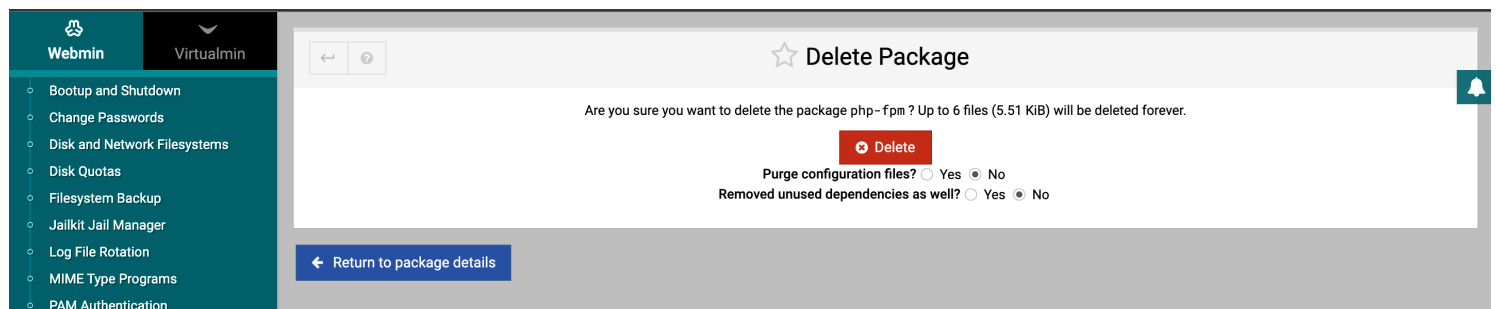 Webmin
Virtualmin
Bootup and Shutdown
Change Passwords
Disk and Network Filesystems
Disk Quotas
Filesystem Backup
Jailkit Jail Manager
Log File Rotation
MIME Type Programs
PAM Authentication
Delete Package
Are you sure you want to delete the package php-fpm ? Up to 6 files (5.51 KiB) will be deleted forever.
Delete
Purge configuration files? Yes No
Removed unused dependencies as well? Yes No
Return to package details